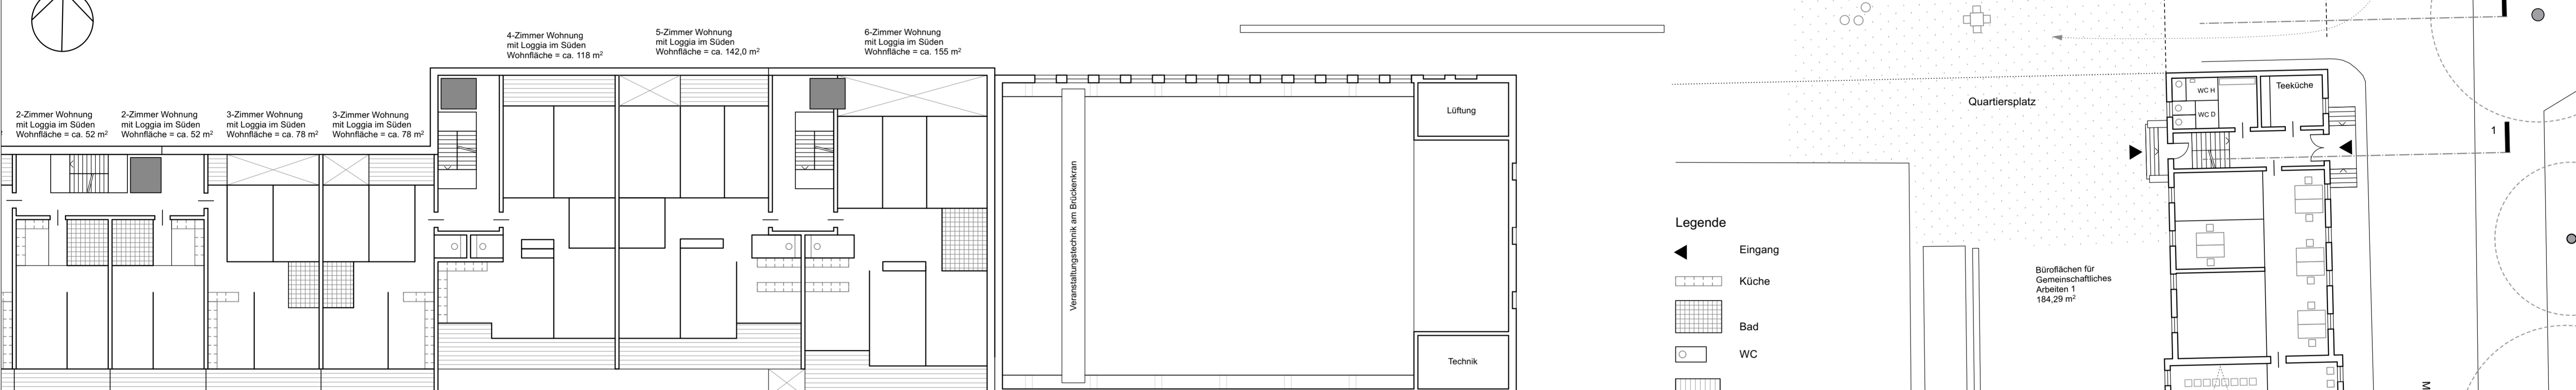 4-Zimmer Wohnung
mit Loggia im Süden
Wohnfläche = ca. 118 m²
5-Zimmer Wohnung
mit Loggia im Süden
Wohnfläche = ca. 142,0 m²
6-Zimmer Wohnung
mit Loggia im Süden
Wohnfläche = ca. 155 m²
2-Zimmer Wohnung
mit Loggia im Süden
Wohnfläche = ca. 52 m²
2-Zimmer Wohnung
mit Loggia im Süden
Wohnfläche = ca. 52 m²
3-Zimmer Wohnung
mit Loggia im Süden
Wohnfläche = ca. 78 m²
3-Zimmer Wohnung
mit Loggia im Süden
Wohnfläche = ca. 78 m²
Veranstaltungstechnik am Brückenkran
Lüftung
Technik
Legende
Eingang
Küche
Bad
WC
Quartiersplatz
WC H
WC D
Teeküche
1
Büroflächen für
Gemeinschaftliches
Arbeiten 1
184,29 m²
M